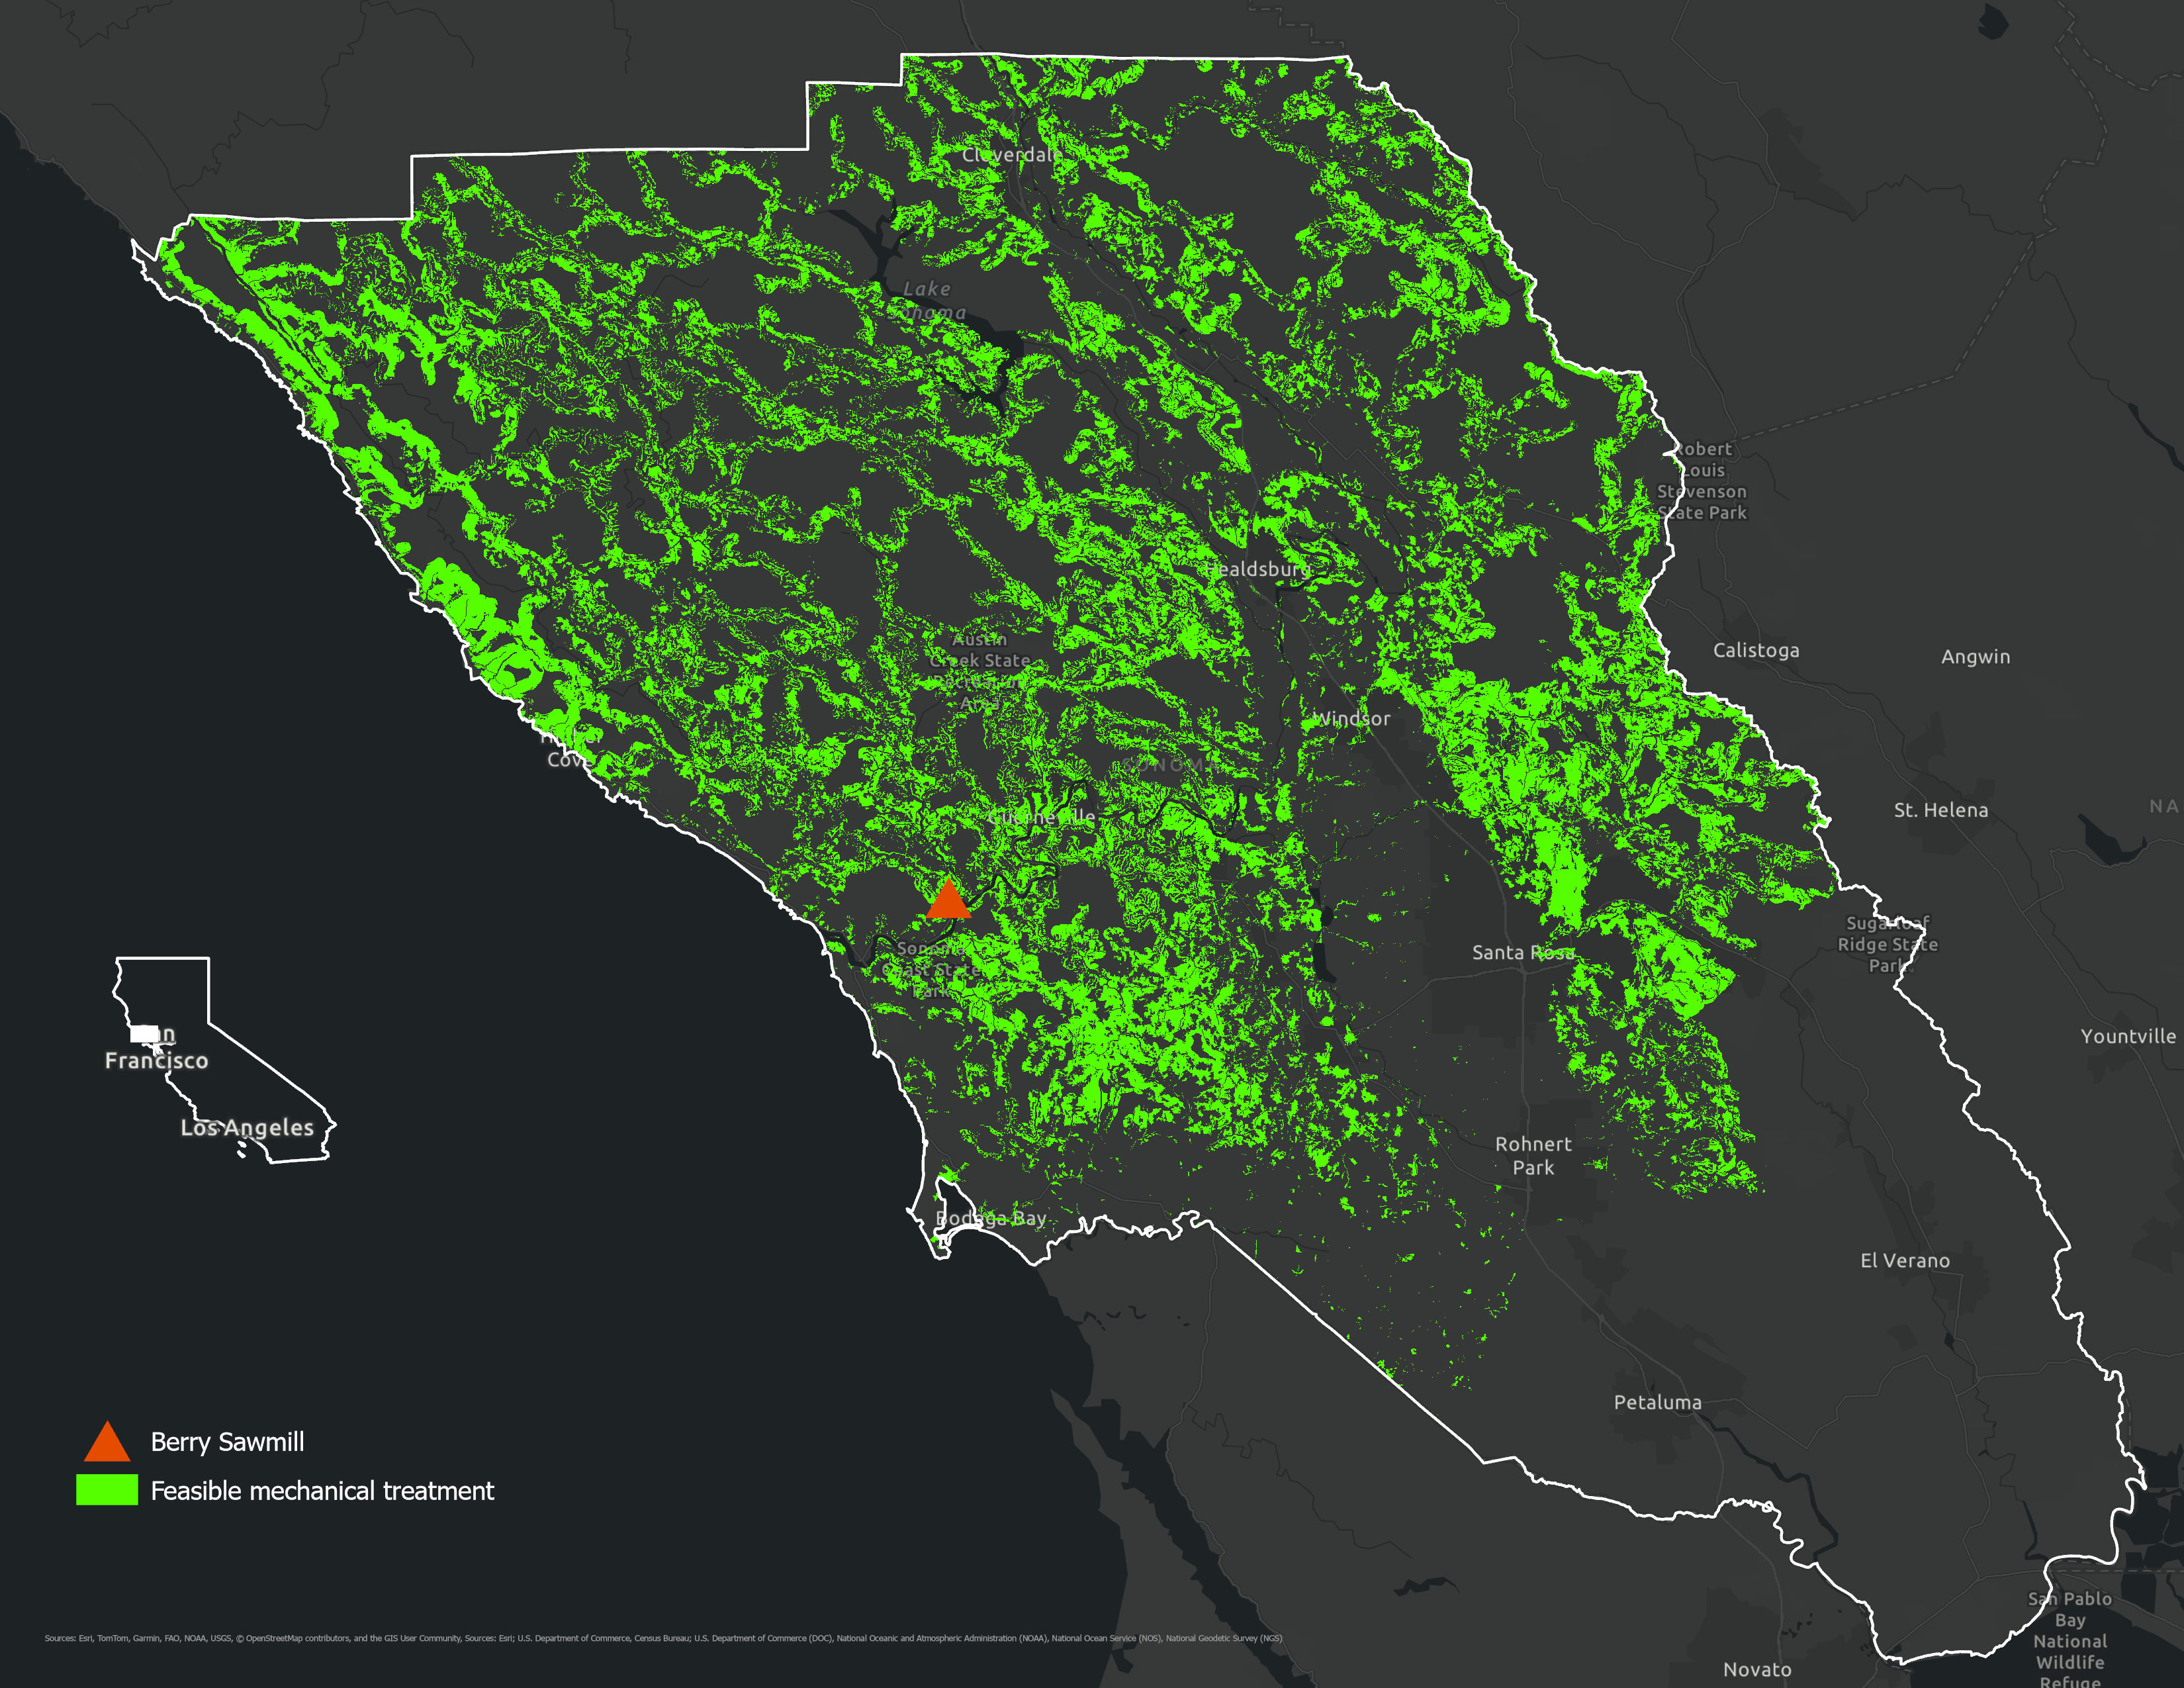 Cloverdale
Lake
Sonoma
Robert
Louis
Stevenson
State Park
Healdsburg
Austin
Creek State
Recreation
Area
Calistoga
Angwin
Windsor
Cove
SONOMA
St. Helena
NA
Guerneville
Sugarloaf
Ridge State
Park
Santa Rosa
Sonoma
Coast State
Park
Yountville
Francisco
Los Angeles
Rohnert
Park
Bodega Bay
El Verano
Petaluma
Berry Sawmill
Feasible mechanical treatment
San Pablo
Bay
National
Wildlife
Refuge
Novato
Sources: Esri, TomTom, Garmin, FAO, NOAA, USGS, © OpenStreetMap contributors, and the GIS User Community, Sources: Esri; U.S. Department of Commerce, Census Bureau; U.S. Department of Commerce (DOC), National Oceanic and Atmospheric Administration (NOAA), National Ocean Service (NOS), National Geodetic Survey (NGS)